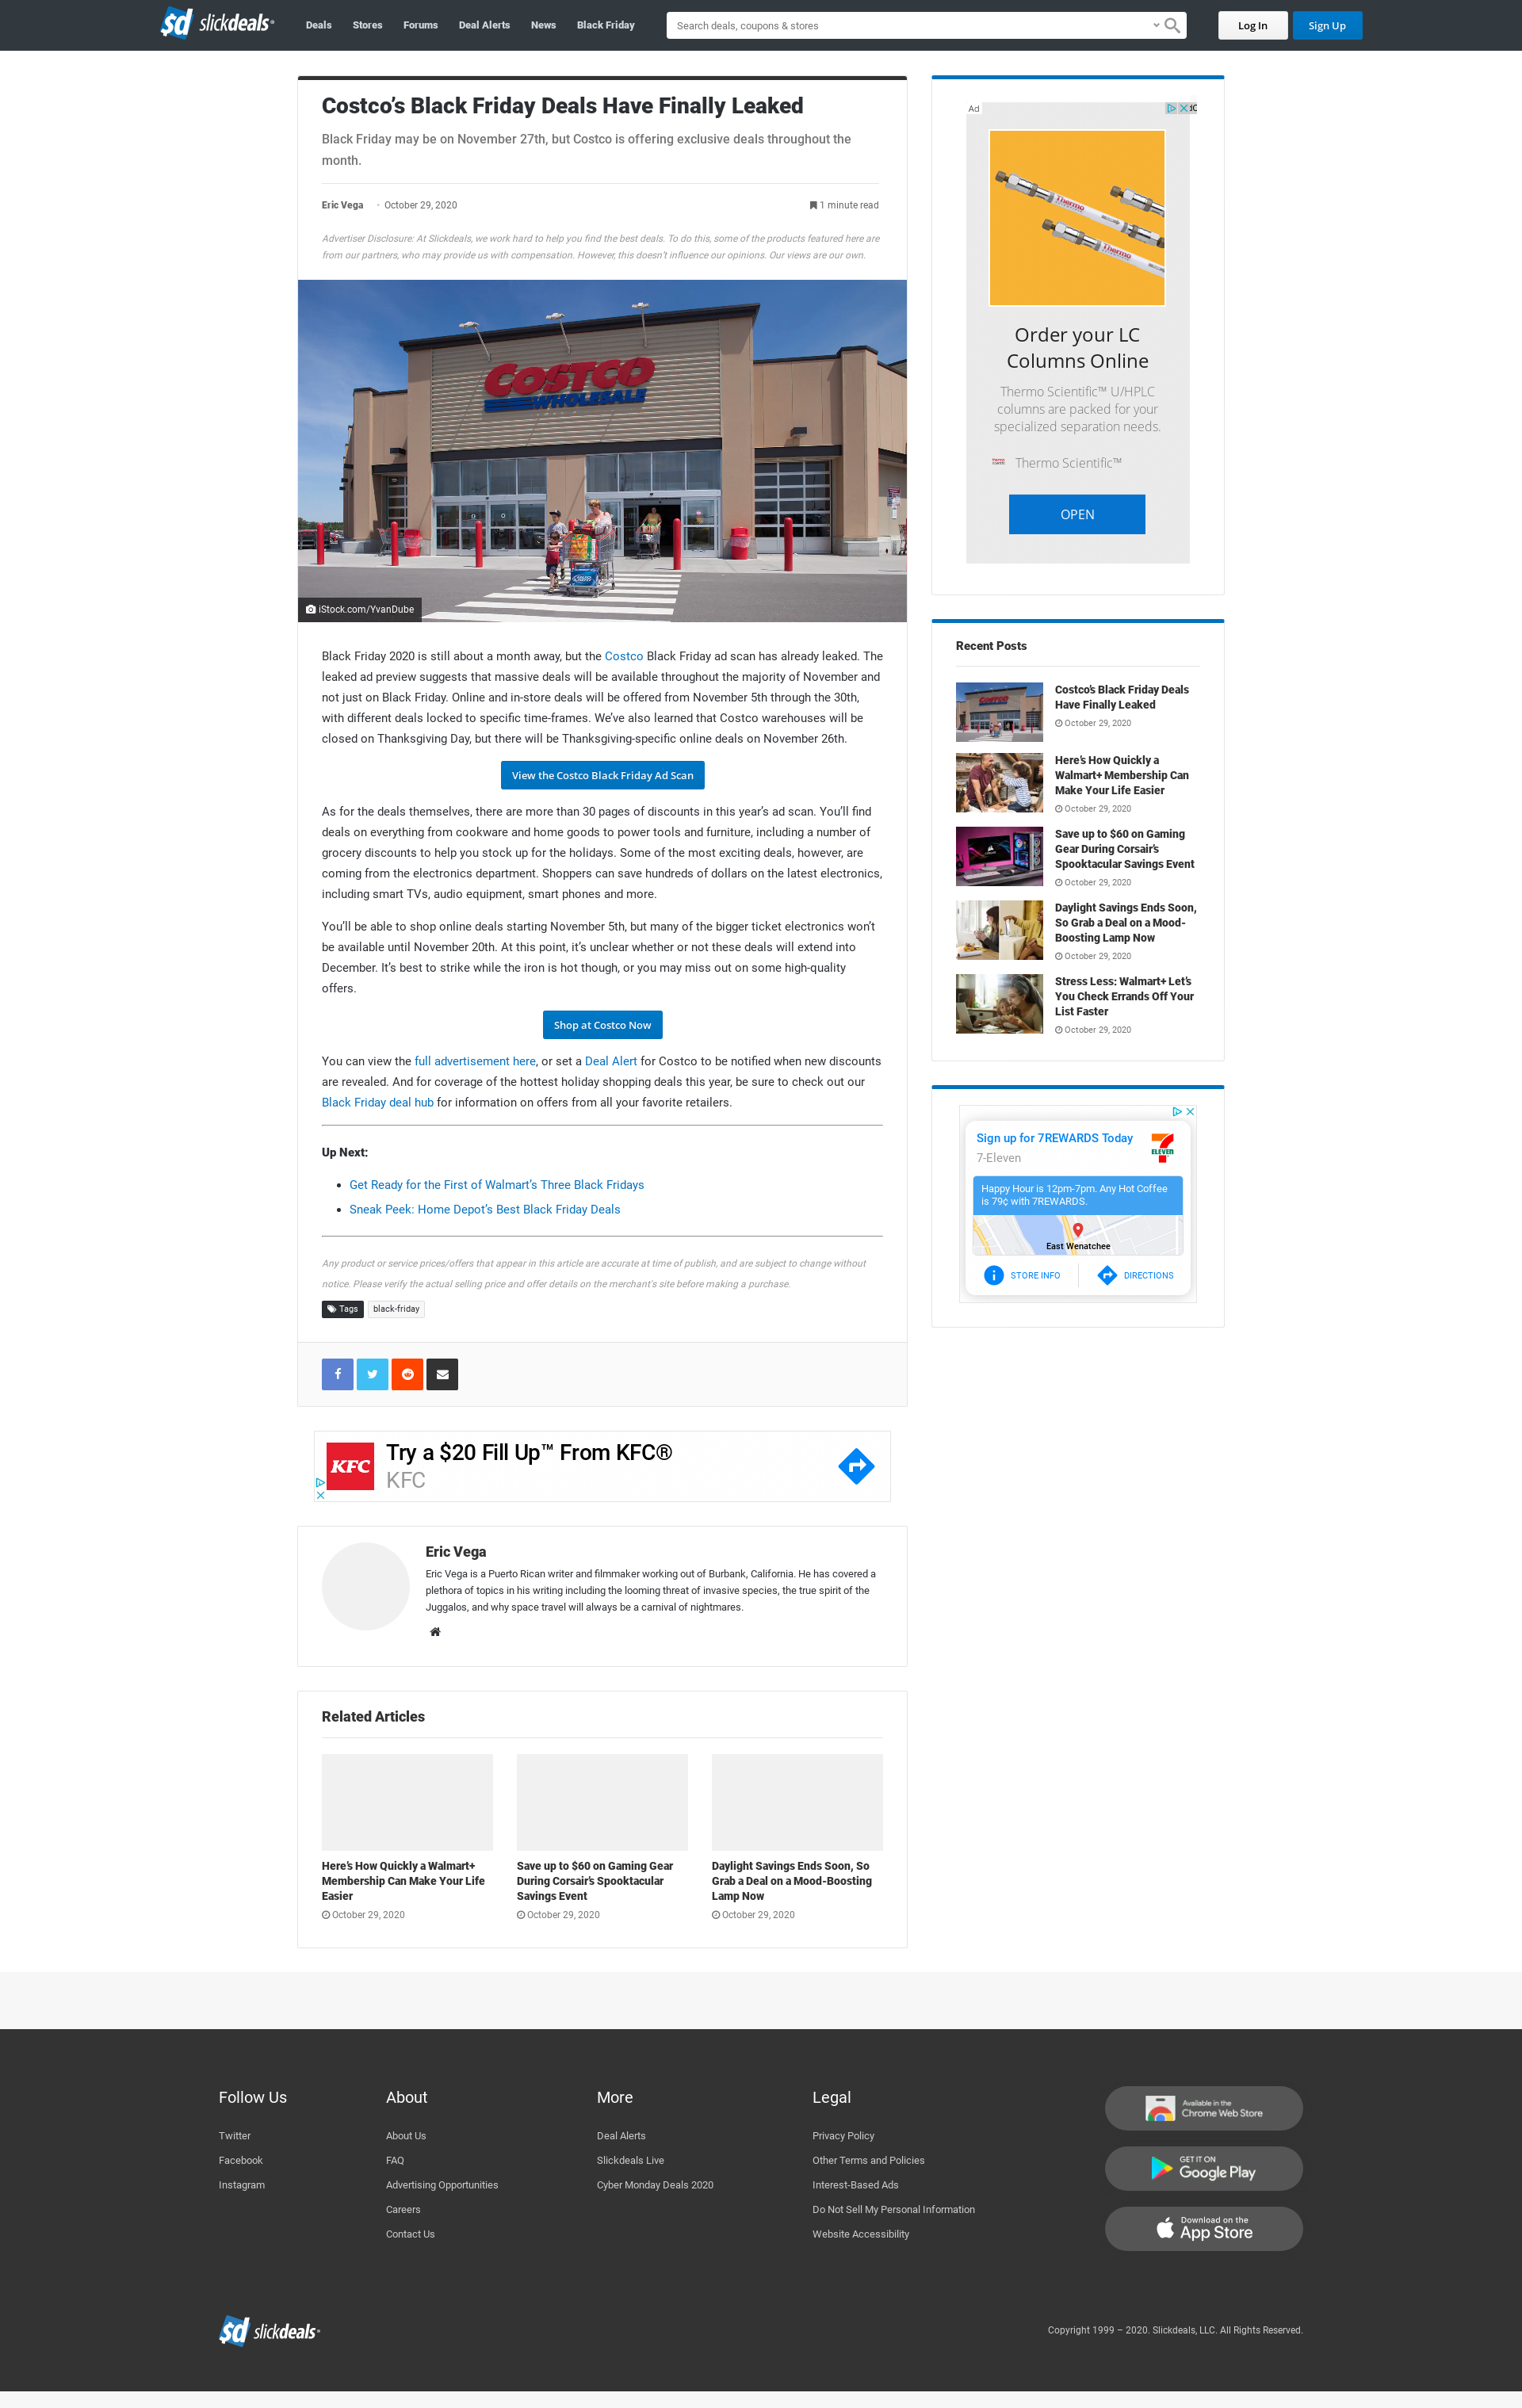 sd slickdeals
Deals
Stores
Forums
Deal Alerts
News
Black Friday
Search deals, coupons & stores
Log In
Sign Up
Costco’s Black Friday Deals Have Finally Leaked
Black Friday may be on November 27th, but Costco is offering exclusive deals throughout the
month.
Eric Vega
October 29, 2020
1 minute read
Advertiser Disclosure: At Slickdeals, we work hard to help you find the best deals. To do this, some of the products featured here are
from our partners, who may provide us with compensation. However, this doesn’t influence our opinions. Our views are our own.
COSTCO
WHOLESALE
iStock.com/YvanDube
Black Friday 2020 is still about a month away, but the Costco Black Friday ad scan has already leaked. The
leaked ad preview suggests that massive deals will be available throughout the majority of November and
not just on Black Friday. Online and in-store deals will be offered from November 5th through the 30th,
with different deals locked to specific time-frames. We’ve also learned that Costco warehouses will be
closed on Thanksgiving Day, but there will be Thanksgiving-specific online deals on November 26th.
View the Costco Black Friday Ad Scan
As for the deals themselves, there are more than 30 pages of discounts in this year’s ad scan. You’ll find
deals on everything from cookware and home goods to power tools and furniture, including a number of
grocery discounts to help you stock up for the holidays. Some of the most exciting deals, however, are
coming from the electronics department. Shoppers can save hundreds of dollars on the latest electronics,
including smart TVs, audio equipment, smart phones and more.
You’ll be able to shop online deals starting November 5th, but many of the bigger ticket electronics won’t
be available until November 20th. At this point, it’s unclear whether or not these deals will extend into
December. It’s best to strike while the iron is hot though, or you may miss out on some high-quality
offers.
Shop at Costco Now
You can view the full advertisement here, or set a Deal Alert for Costco to be notified when new discounts
are revealed. And for coverage of the hottest holiday shopping deals this year, be sure to check out our
Black Friday deal hub for information on offers from all your favorite retailers.
Up Next:
Get Ready for the First of Walmart’s Three Black Fridays
Sneak Peek: Home Depot’s Best Black Friday Deals
Any product or service prices/offers that appear in this article are accurate at time of publish, and are subject to change without
notice. Please verify the actual selling price and offer details on the merchant's site before making a purchase.
Tags
black-friday
KFC
Try a $20 Fill Up™ From KFC®
KFC
Eric Vega
Eric Vega is a Puerto Rican writer and filmmaker working out of Burbank, California. He has covered a
plethora of topics in his writing including the looming threat of invasive species, the true spirit of the
Juggalos, and why space travel will always be a carnival of nightmares.
Related Articles
Here’s How Quickly a Walmart+
Membership Can Make Your Life
Easier
October 29, 2020
Save up to $60 on Gaming Gear
During Corsair’s Spooktacular
Savings Event
October 29, 2020
Daylight Savings Ends Soon, So
Grab a Deal on a Mood-Boosting
Lamp Now
October 29, 2020
Ad
Thermo
Thermo
Thermo
Order your LC
Columns Online
Thermo Scientific™ U/HPLC
columns are packed for your
specialized separation needs.
Thermo Scientific™
OPEN
Recent Posts
Costco’s Black Friday Deals
Have Finally Leaked
October 29, 2020
Here’s How Quickly a
Walmart+ Membership Can
Make Your Life Easier
October 29, 2020
Save up to $60 on Gaming
Gear During Corsair’s
Spooktacular Savings Event
October 29, 2020
Daylight Savings Ends Soon,
So Grab a Deal on a Mood-
Boosting Lamp Now
October 29, 2020
Stress Less: Walmart+ Let’s
You Check Errands Off Your
List Faster
October 29, 2020
Sign up for 7REWARDS Today
7-Eleven
ELEVEN
Happy Hour is 12pm-7pm. Any Hot Coffee
is 79¢ with 7REWARDS.
East Wenatchee
STORE INFO
DIRECTIONS
Follow Us
Twitter
Facebook
Instagram
About
About Us
FAQ
Advertising Opportunities
Careers
Contact Us
More
Deal Alerts
Slickdeals Live
Cyber Monday Deals 2020
Legal
Privacy Policy
Other Terms and Policies
Interest-Based Ads
Do Not Sell My Personal Information
Website Accessibility
Available in the
Chrome Web Store
GET IT ON
Google Play
Download on the
App Store
sd slickdeals
Copyright 1999 – 2020. Slickdeals, LLC. All Rights Reserved.